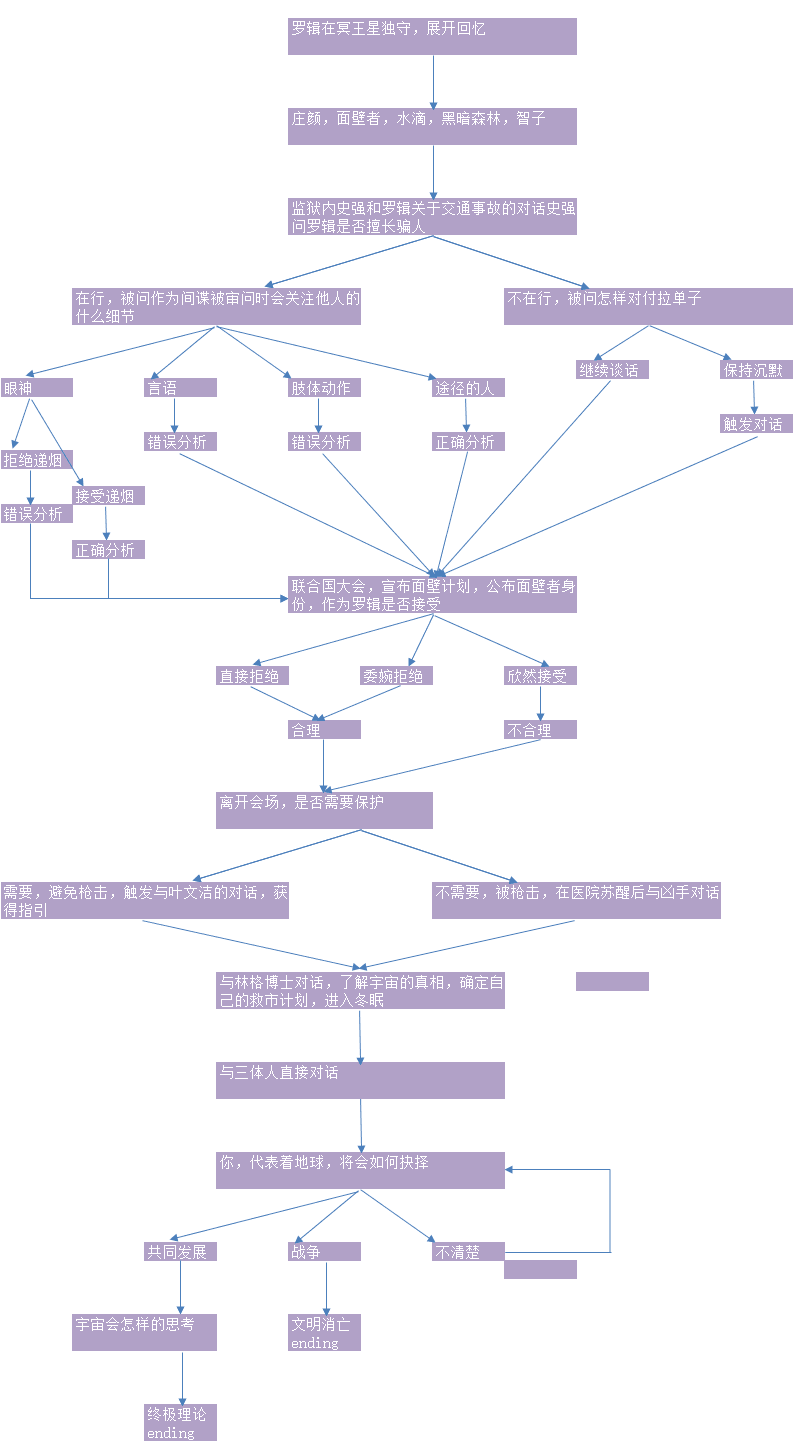 罗辑在冥王星独守，展开回忆
庄颜，面壁者，水滴，黑暗森林，智子
监狱内史强和罗辑关于交通事故的对话史强
问罗辑是否擅长骗人
在行，被问作为间谍被审问时会关注他人的
什么细节
不在行，被问怎样对付拉单子
眼神
言语
肢体动作
途径的人
继续谈话
保持沉默
错误分析
错误分析
正确分析
触发对话
拒绝递烟
接受递烟
错误分析
正确分析
联合国大会，宣布面壁计划，公布面壁者身
份，作为罗辑是否接受
直接拒绝
委婉拒绝
欣然接受
合理
不合理
离开会场，是否需要保护
需要，避免枪击，触发与叶文洁的对话，获
得指引
不需要，被枪击，在医院苏醒后与凶手对话
与林格博士对话，了解宇宙的真相，确定自
己的救市计划，进入冬眠
与三体人直接对话
你，代表着地球，将会如何抉择
共同发展
战争
不清楚
宇宙会怎样的思考
文明消亡
ending
终极理论
ending